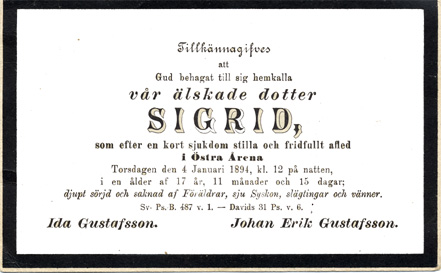 Tillkännagifves
att
Gud behagat till sig hemkalla
vår älskade dotter
SIGRID,
som efter en kort sjukdom stilla och fridfullt afled
i Östra Ärena
Torsdagen den 4 Januari 1894, kl. 12 på natten,
i en ålder af 17 år, 11 månader och 15 dagar;
djupt sörjd och saknad af Föräldrar, sju Syskon, slägtingar och vänner.
Sv. Ps. B. 487 v. 1. — Davids 31 Ps. v. 6.
Ida Gustafsson. Johan Erik Gustafsson.